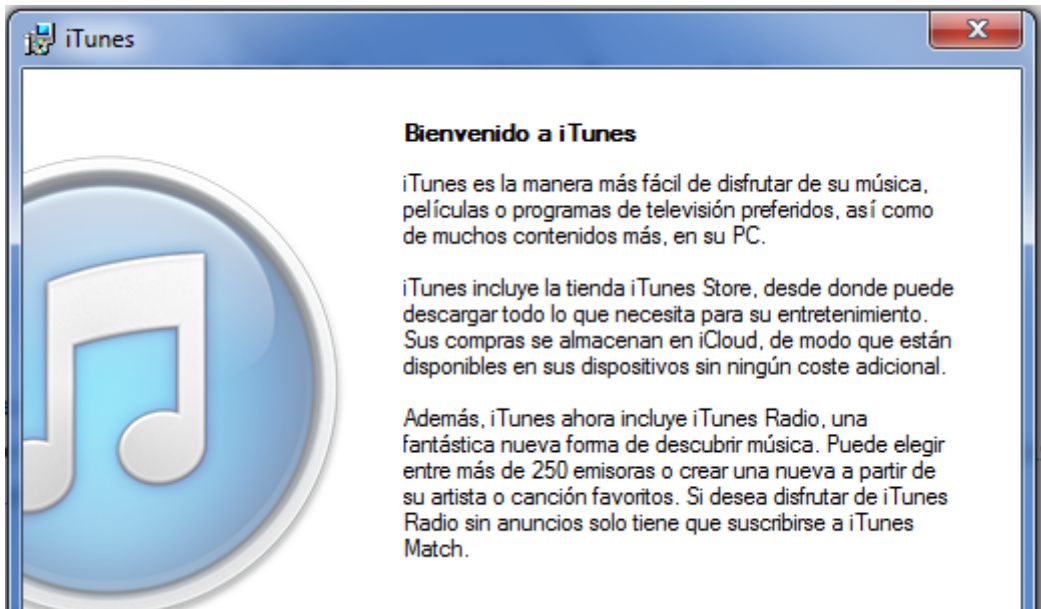 iTunes
Bienvenido a iTunes
iTunes es la manera más fácil de disfrutar de su música,
películas o programas de televisión preferidos, así como
de muchos contenidos más, en su PC.
iTunes incluye la tienda iTunes Store, desde donde puede
descargar todo lo que necesita para su entretenimiento.
Sus compras se almacenan en iCloud, de modo que están
disponibles en sus dispositivos sin ningún coste adicional.
Además, iTunes ahora incluye iTunes Radio, una
fantástica nueva forma de descubrir música. Puede elegir
entre más de 250 emisoras o crear una nueva a partir de
su artista o canción favoritos. Si desea disfrutar de iTunes
Radio sin anuncios solo tiene que suscribirse a iTunes
Match.